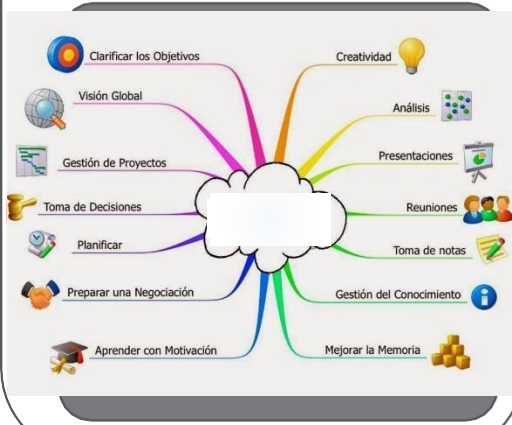 Clarificar los Objetivos
Visión Global
Gestión de Proyectos
Toma de Decisiones
Planificar
Preparar una Negociación
Aprender con Motivación
Creatividad
Análisis
Presentaciones
Reuniones
Toma de notas
Gestión del Conocimiento
Mejorar la Memoria